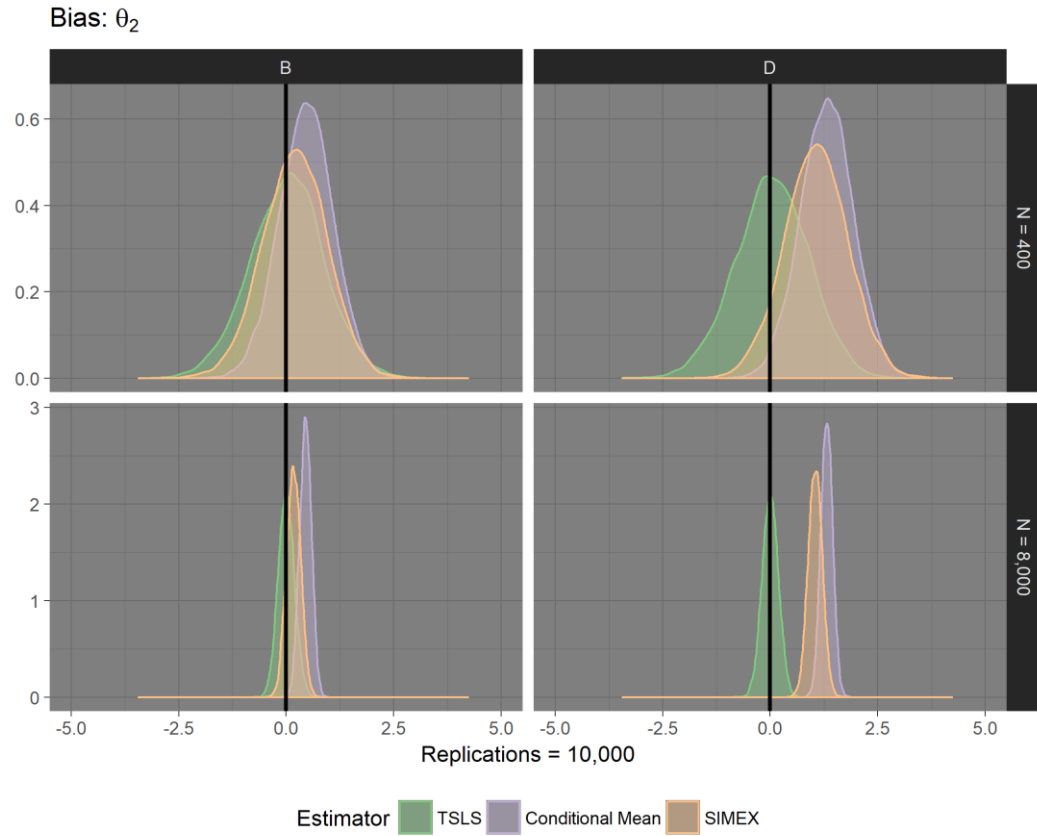 Bias: θ₂
B
D
0.6
0.4
0.2
0.0
N = 400
3
2
1
0
N = 8,000
-5.0 -2.5 0.0 2.5 5.0 -5.0 -2.5 0.0 2.5 5.0
Replications = 10,000
Estimator TSLS Conditional Mean SIMEX